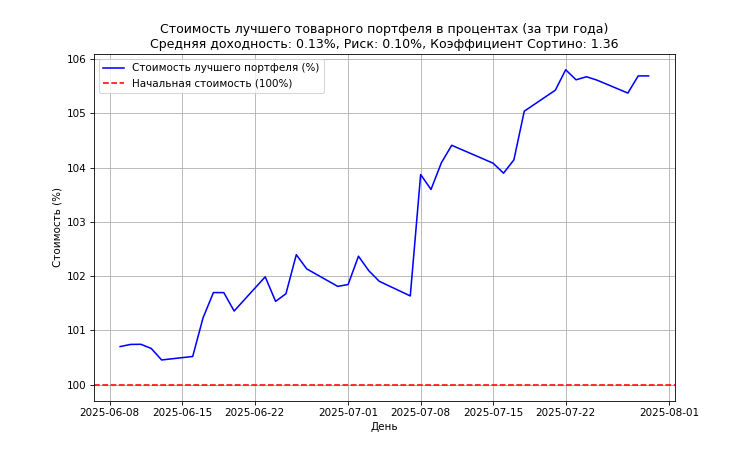 Стоимость лучшего товарного портфеля в процентах (за три года)
Средняя доходность: 0.13%, Риск: 0.10%, Коэффициент Сортино: 1.36
Стоимость лучшего портфеля (%)
Начальная стоимость (100%)
Стоимость (%)
106
105
104
103
102
101
100
2025-06-08
2025-06-15
2025-06-22
2025-07-01
2025-07-08
2025-07-15
2025-07-22
2025-08-01
День